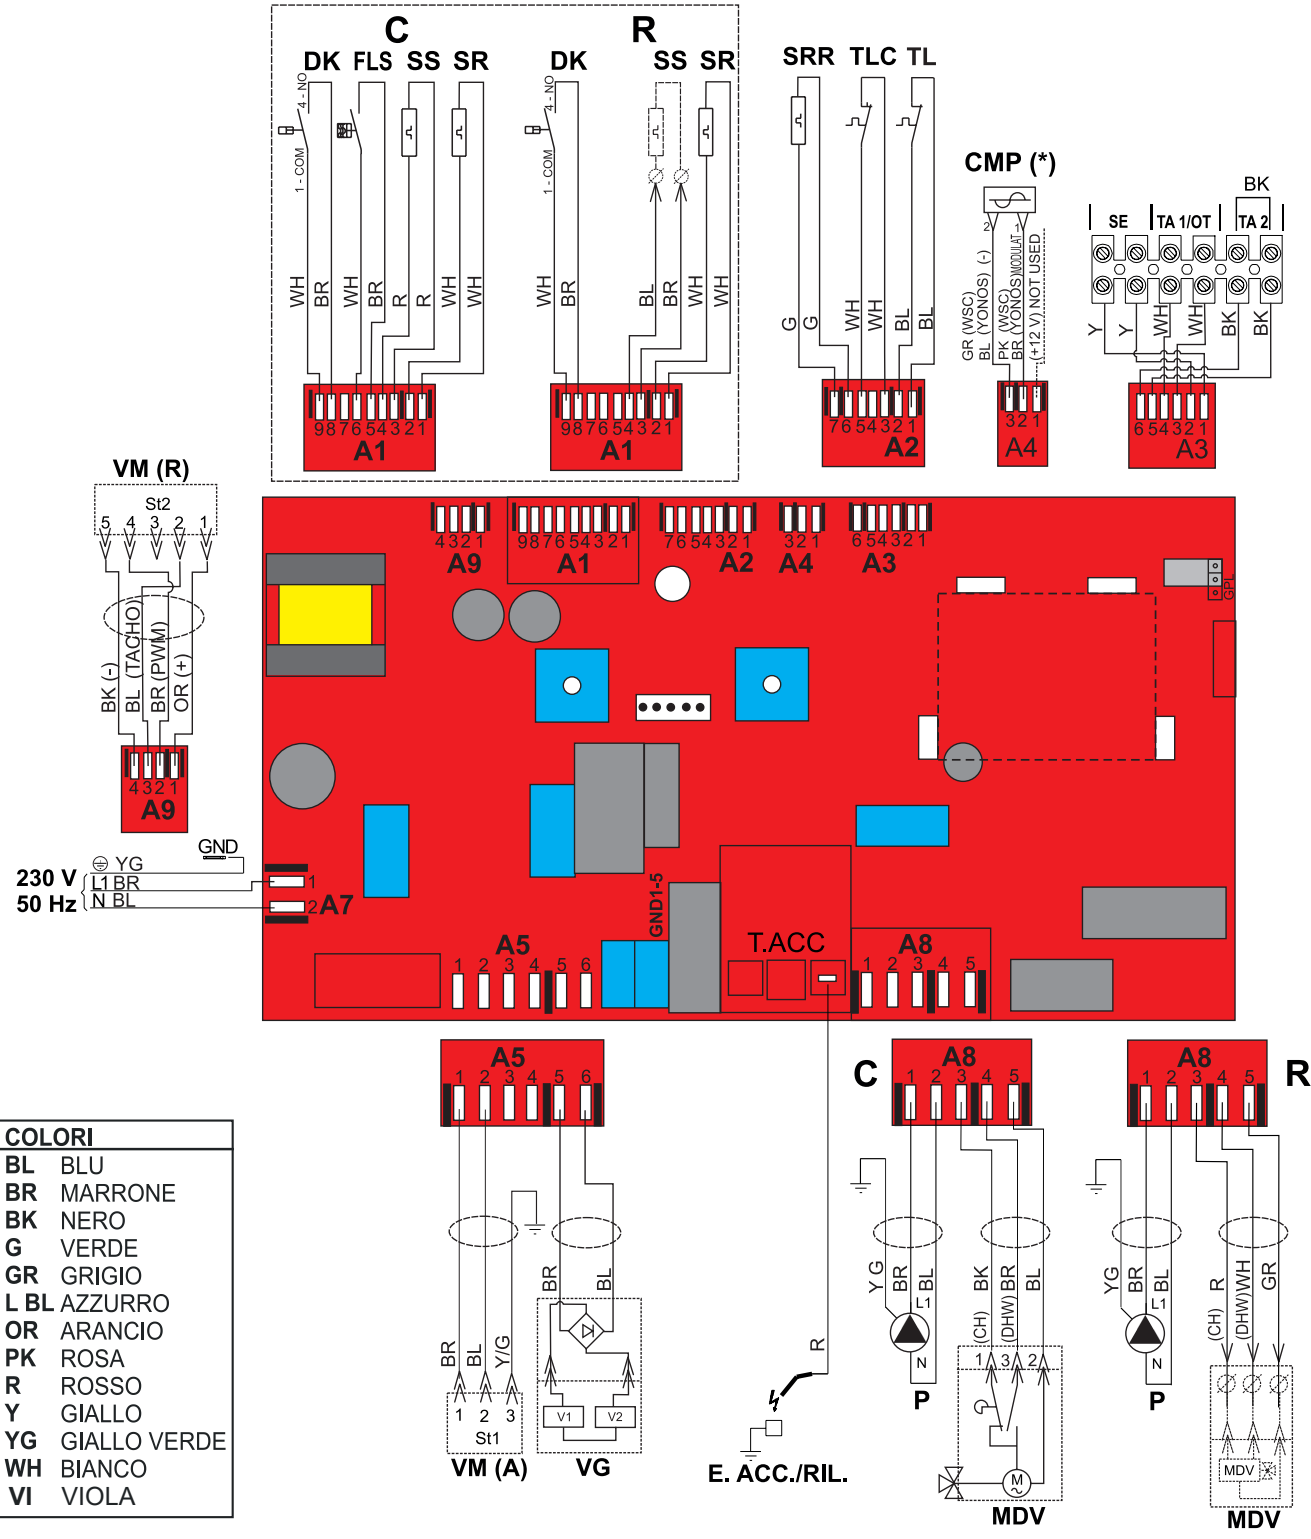 C
R
DK FLS SS SR
DK SS SR
SRR TLC TL
4 - NO
1 - COM
4 - NO
1 - COM
WH BR WH BR R R WH WH
WH BR BL BR WH WH
G G WH WH BL BL
CMP (*)
2 1
GR (WSC)
BL (YONOS) (-)
PK (WSC)
BR (YONOS) MODULAT
(+12 V) NOT USED
BK
SE TA 1/OT TA 2
Y Y WH WH BK BK
9 8 7 6 5 4 3 2 1
A1
9 8 7 6 5 4 3 2 1
A1
7 6 5 4 3 2 1
A2
3 2 1
A4
6 5 4 3 2 1
A3
VM (R)
St2
5 4 3 2 1
BK (-)
BL (TACHO)
BR (PWM)
OR (+)
4 3 2 1
A9
4 3 2 1
A9
9 8 7 6 5 4 3 2 1
A1
7 6 5 4 3 2 1
A2
3 2 1
A4
6 5 4 3 2 1
A3
GPL
GND
YG
230 V L1 BR
50 Hz N BL
1
2 A7
GND1-5
T.ACC
A5
1 2 3 4 5 6
A8
1 2 3 4 5
A5
1 2 3 4 5 6
BR BL Y/G
BR BL
1 2 3
St1
VM (A)
V1 V2
VG
R
E. ACC./RIL.
C
A8
1 2 3 4 5
Y G BR BL
L1
N
P
(CH) BK
(DHW) BR
BL
1 3 2
M
MDV
R
A8
1 2 3 4 5
YG BR BL
L1
N
P
(CH) R
(DHW) WH
GR
MDV
MDV
COLORI
BL BLU
BR MARRONE
BK NERO
G VERDE
GR GRIGIO
L BL AZZURRO
OR ARANCIO
PK ROSA
R ROSSO
Y GIALLO
YG GIALLO VERDE
WH BIANCO
VI VIOLA